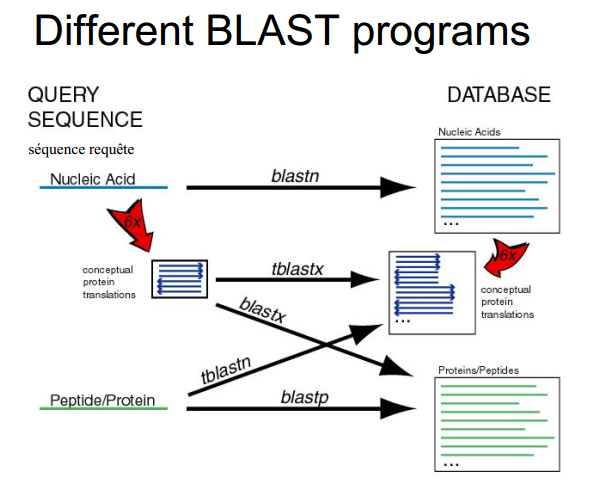 Different BLAST programs
QUERY
SEQUENCE
séquence requête
DATABASE
Nucleic Acids
Nucleic Acid
blastn
...
6x
6x
conceptual
protein
translations
tblastx
...
conceptual
protein
translations
blastx
tblastn
Proteins/Peptides
Peptide/Protein
blastp
...